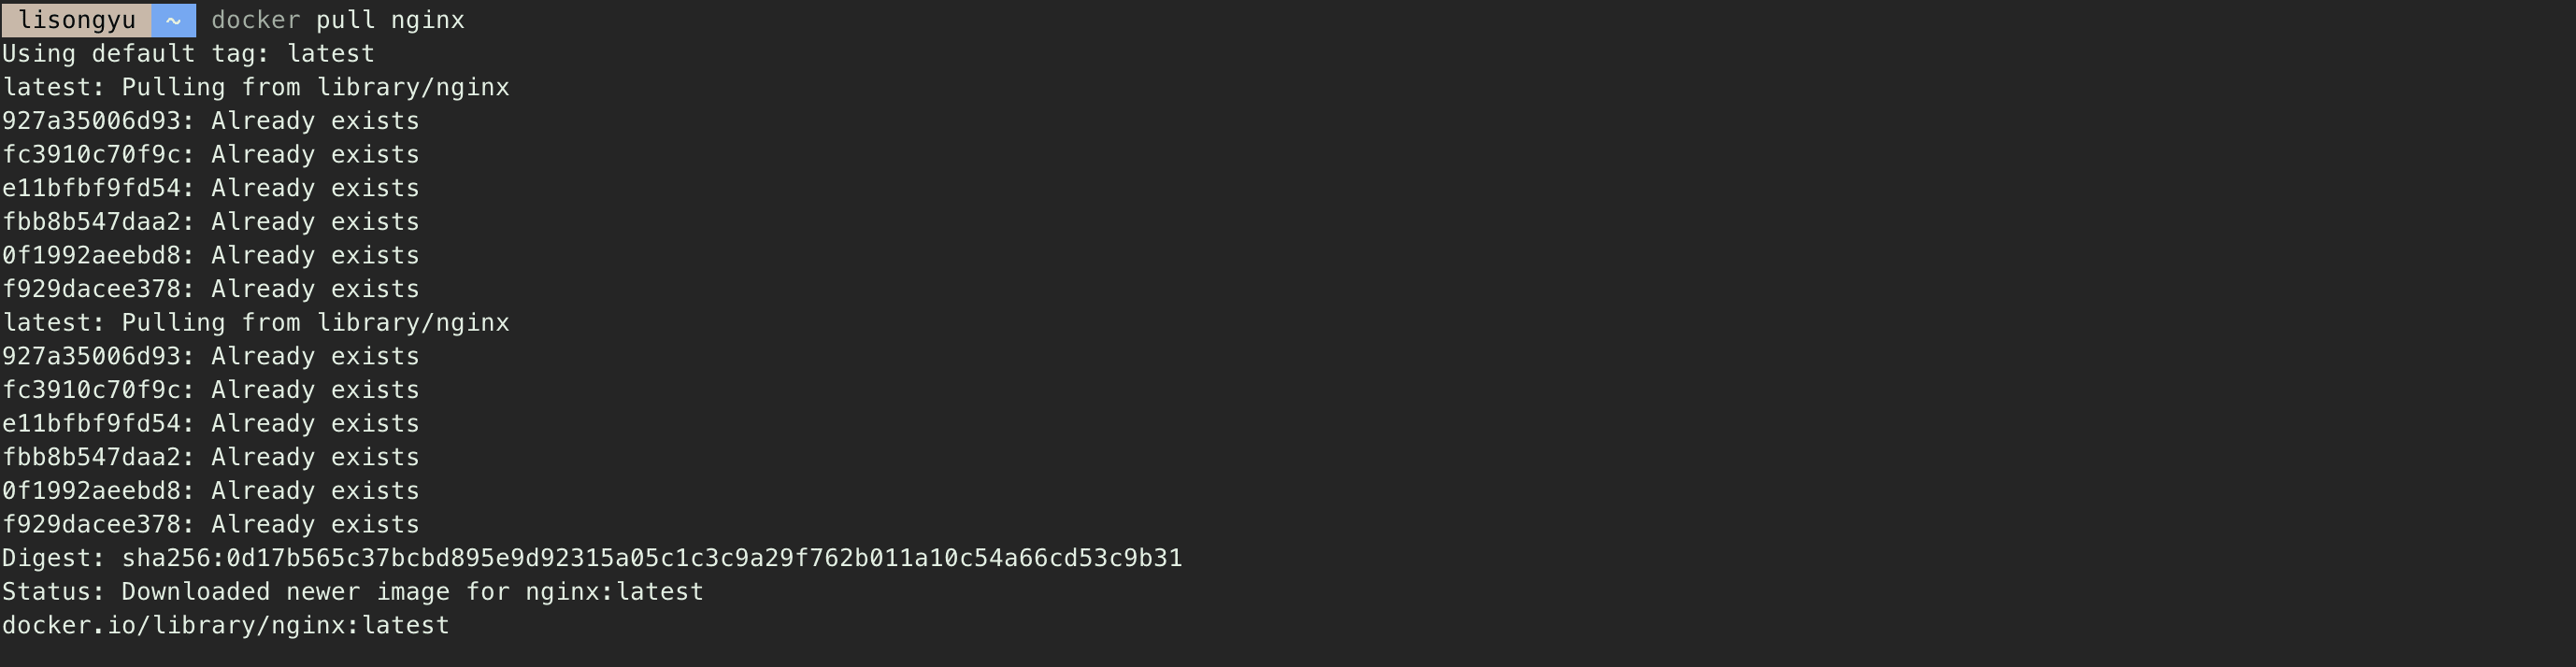 lisongyu ~ docker pull nginx
Using default tag: latest
latest: Pulling from library/nginx
927a35006d93: Already exists
fc3910c70f9c: Already exists
e11bfbf9fd54: Already exists
fbb8b547daa2: Already exists
0f1992aeebd8: Already exists
f929dacee378: Already exists
latest: Pulling from library/nginx
927a35006d93: Already exists
fc3910c70f9c: Already exists
e11bfbf9fd54: Already exists
fbb8b547daa2: Already exists
0f1992aeebd8: Already exists
f929dacee378: Already exists
Digest: sha256:0d17b565c37bcbd895e9d92315a05c1c3c9a29f762b011a10c54a66cd53c9b31
Status: Downloaded newer image for nginx:latest
docker.io/library/nginx:latest